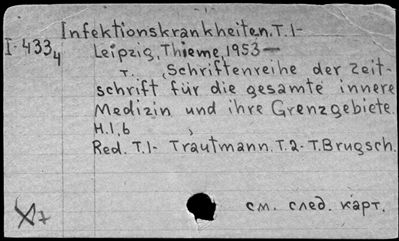 Infektionskrankheiten. T. 1-
I-433₄
Leipzig, Thieme, 1953—
т. , Schriftenreihe der Zeit-
schrift für die gesamte innere
Medizin und ihre Grenzgebiete.
H. 1, 6 ,
Red. T. 1- Trautmann. T. 2- T. Brugsch.
см. след. карт.